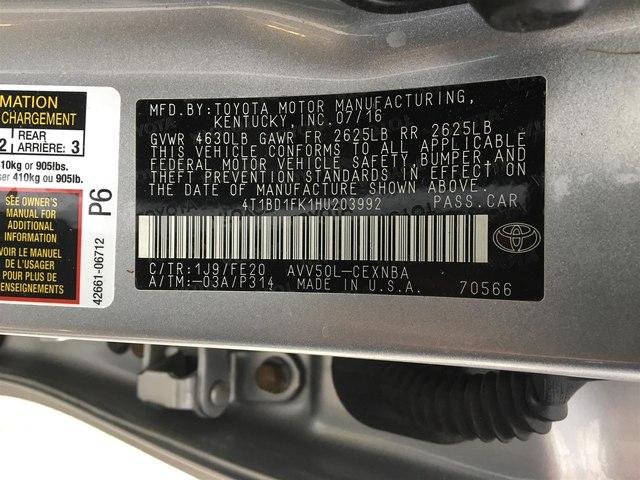 MATION
CHARGEMENT
REAR
2 ARRIÈRE: 3
410kg or 905lbs.
ser 410kg ou 905lb.
SEE OWNER'S
MANUAL FOR
ADDITIONAL
INFORMATION
VOIR LE MANUEL
DE L'USAGER
POUR PLUS DE
RENSEIGNEMENTS
P6
42661-06712
MFD.BY:TOYOTA MOTOR MANUFACTURING,
KENTUCKY,INC.07/16
GVWR 4630LB GAWR FR 2625LB RR 2625LB
THIS VEHICLE CONFORMS TO ALL APPLICABLE
FEDERAL MOTOR VEHICLE SAFETY,BUMPER,AND
THEFT PREVENTION STANDARDS IN EFFECT ON
THE DATE OF MANUFACTURE SHOWN ABOVE.
4T1BD1FK1HU203992 PASS.CAR
C/TR:1J9/FE20 AVV50L-CEXNBA
A/TM:-03A/P314 MADE IN U.S.A. 70566